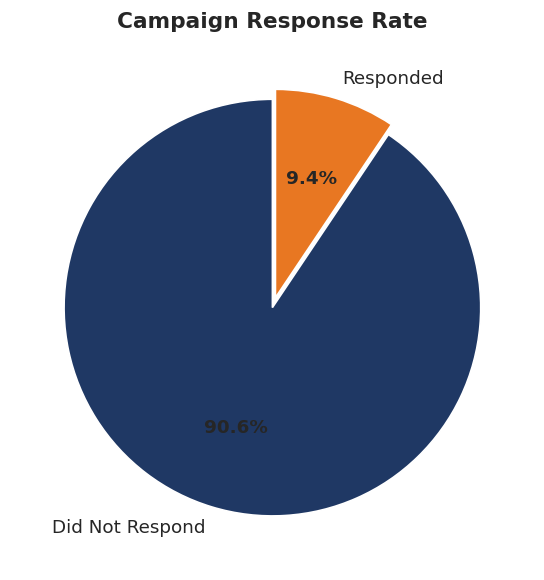 Campaign Response Rate
Responded
9.4%
90.6%
Did Not Respond